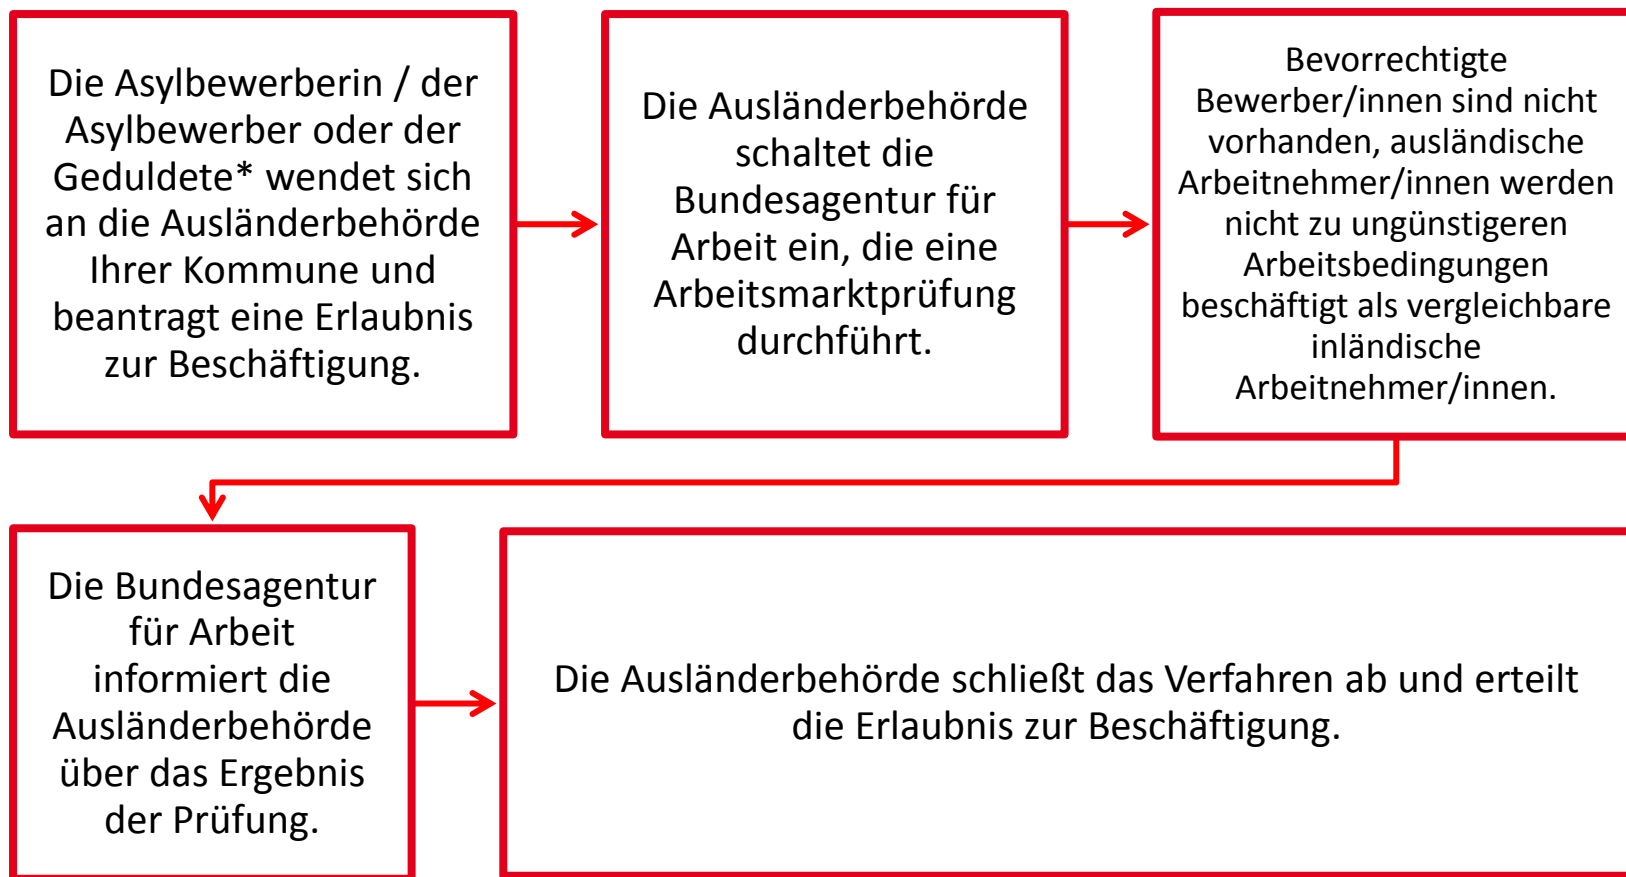 Die Asylbewerberin / der
Asylbewerber oder der
Geduldete* wendet sich
an die Ausländerbehörde
Ihrer Kommune und
beantragt eine Erlaubnis
zur Beschäftigung.
Die Ausländerbehörde
schaltet die
Bundesagentur für
Arbeit ein, die eine
Arbeitsmarktprüfung
durchführt.
Bevorrechtigte
Bewerber/innen sind nicht
vorhanden, ausländische
Arbeitnehmer/innen werden
nicht zu ungünstigeren
Arbeitsbedingungen
beschäftigt als vergleichbare
inländische
Arbeitnehmer/innen.
Die Bundesagentur
für Arbeit
informiert die
Ausländerbehörde
über das Ergebnis
der Prüfung.
Die Ausländerbehörde schließt das Verfahren ab und erteilt
die Erlaubnis zur Beschäftigung.